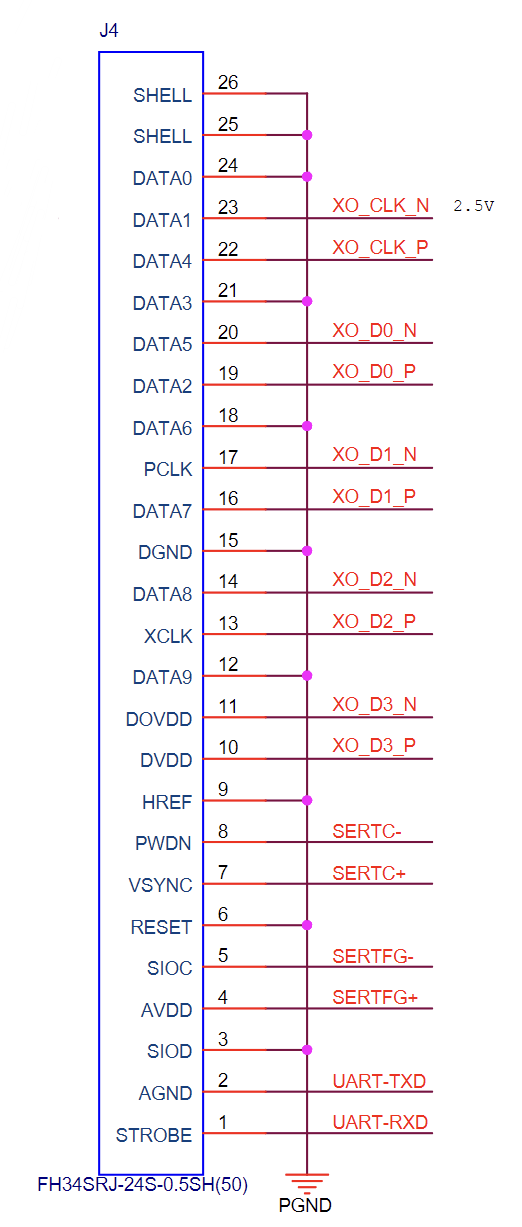 J4
SHELL 26
SHELL 25
DATA0 24
DATA1 23 XO_CLK_N 2.5V
DATA4 22 XO_CLK_P
DATA3 21
DATA5 20 XO_D0_N
DATA2 19 XO_D0_P
DATA6 18
PCLK 17 XO_D1_N
DATA7 16 XO_D1_P
DGND 15
DATA8 14 XO_D2_N
XCLK 13 XO_D2_P
DATA9 12
DOVDD 11 XO_D3_N
DVDD 10 XO_D3_P
HREF 9
PWDN 8 SERTC-
VSYNC 7 SERTC+
RESET 6
SIOC 5 SERTFG-
AVDD 4 SERTFG+
SIOD 3
AGND 2 UART-TXD
STROBE 1 UART-RXD
FH34SRJ-24S-0.5SH(50)
PGND